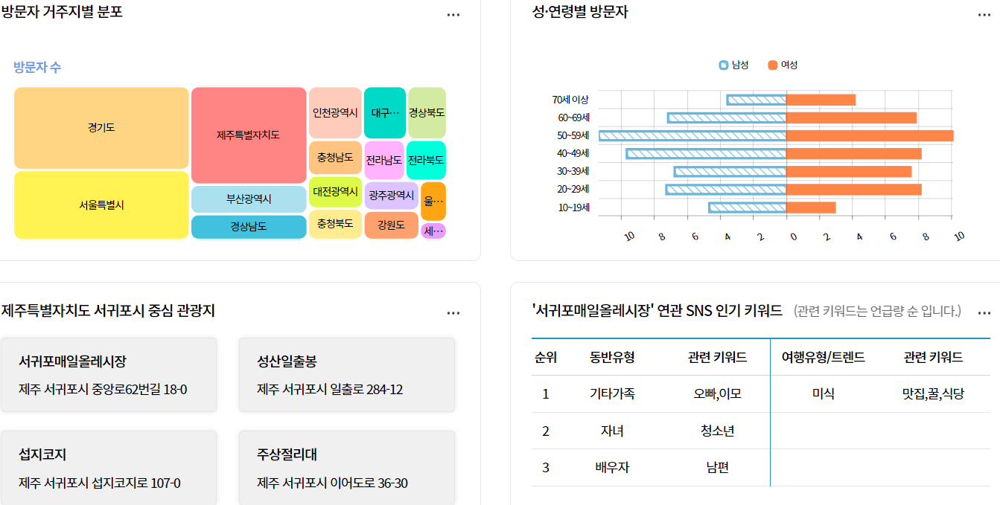 방문자 거주지별 분포
방문자 수
경기도
서울특별시
제주특별자치도
부산광역시
경상남도
인천광역시
충청남도
대전광역시
충청북도
대구…
경상북도
전라남도
전라북도
광주광역시
울…
강원도
세…
성·연령별 방문자
남성 여성
70세 이상
60~69세
50~59세
40~49세
30~39세
20~29세
10~19세
10 8 6 4 2 0 2 4 6 8 10
제주특별자치도 서귀포시 중심 관광지
서귀포매일올레시장
제주 서귀포시 중앙로62번길 18-0
성산일출봉
제주 서귀포시 일출로 284-12
섭지코지
제주 서귀포시 섭지코지로 107-0
주상절리대
제주 서귀포시 이어도로 36-30
'서귀포매일올레시장' 연관 SNS 인기 키워드 (관련 키워드는 언급량 순 입니다.)
순위 동반유형 관련 키워드 여행유형/트렌드 관련 키워드
1 기타가족 오빠,이모 미식 맛집,꿀,식당
2 자녀 청소년
3 배우자 남편